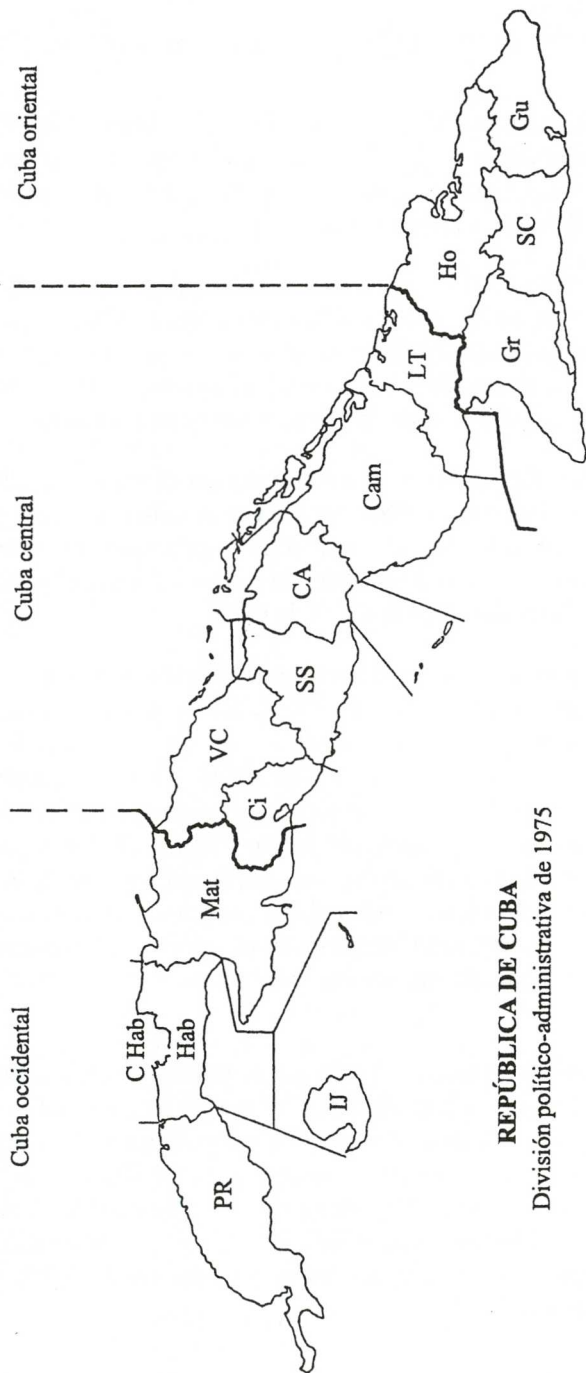 Cuba occidental
Cuba central
Cuba oriental
C Hab
Hab
PR
IJ
Mat
VC
Ci
SS
CA
Cam
LT
Ho
Gr
SC
Gu
REPÚBLICA DE CUBA
División político-administrativa de 1975